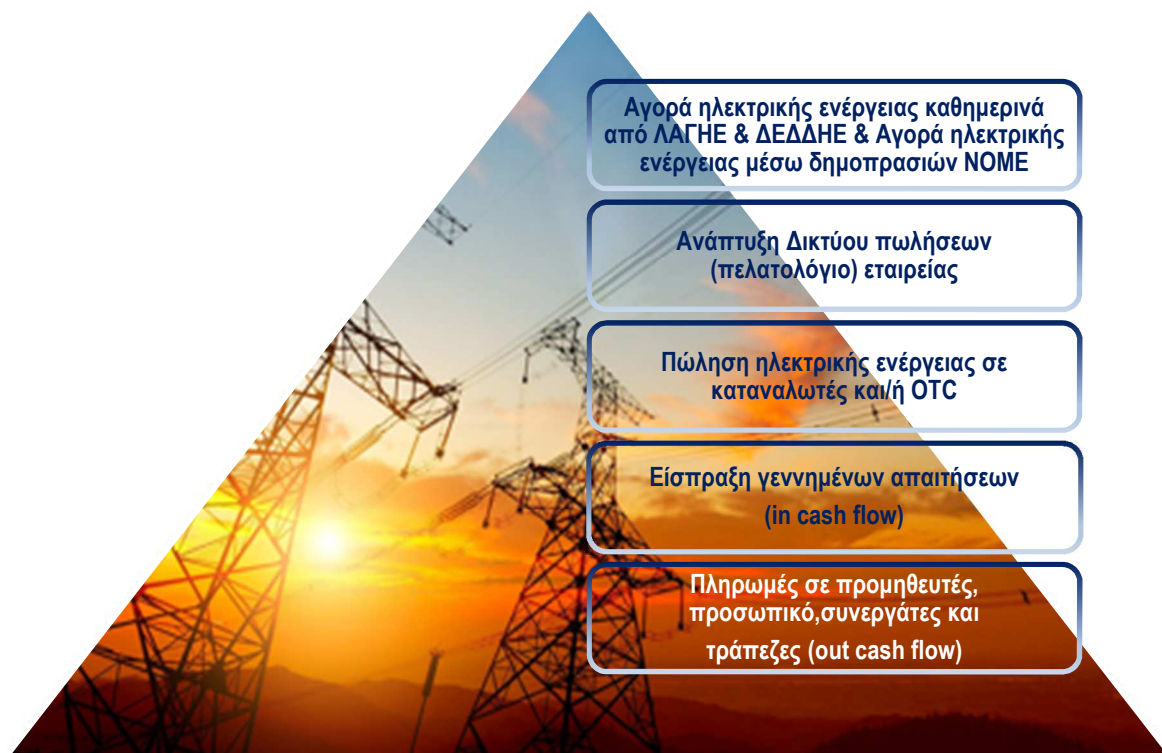 Αγορά ηλεκτρικής ενέργειας καθημερινά
από ΛΑΓΗΕ & ΔΕΔΔΗΕ & Αγορά ηλεκτρικής
ενέργειας μέσω δημοπρασιών NOME
Ανάπτυξη Δικτύου πωλήσεων
(πελατολόγιο) εταιρείας
Πώληση ηλεκτρικής ενέργειας σε
καταναλωτές και/ή OTC
Είσπραξη γεννημένων απαιτήσεων
(in cash flow)
Πληρωμές σε προμηθευτές,
προσωπικό,συνεργάτες και
τράπεζες (out cash flow)